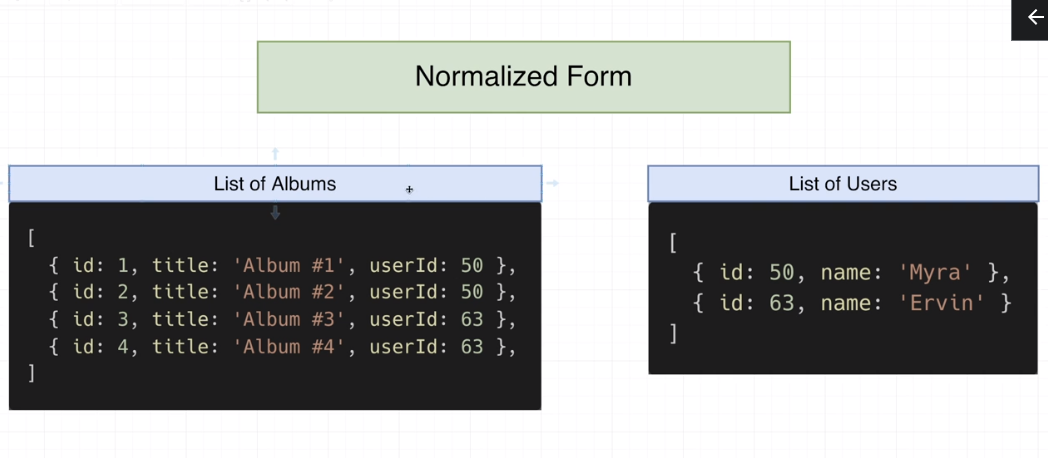 Normalized Form
List of Albums
[
{ id: 1, title: 'Album #1', userId: 50 },
{ id: 2, title: 'Album #2', userId: 50 },
{ id: 3, title: 'Album #3', userId: 63 },
{ id: 4, title: 'Album #4', userId: 63 },
]
List of Users
[
{ id: 50, name: 'Myra' },
{ id: 63, name: 'Ervin' }
]